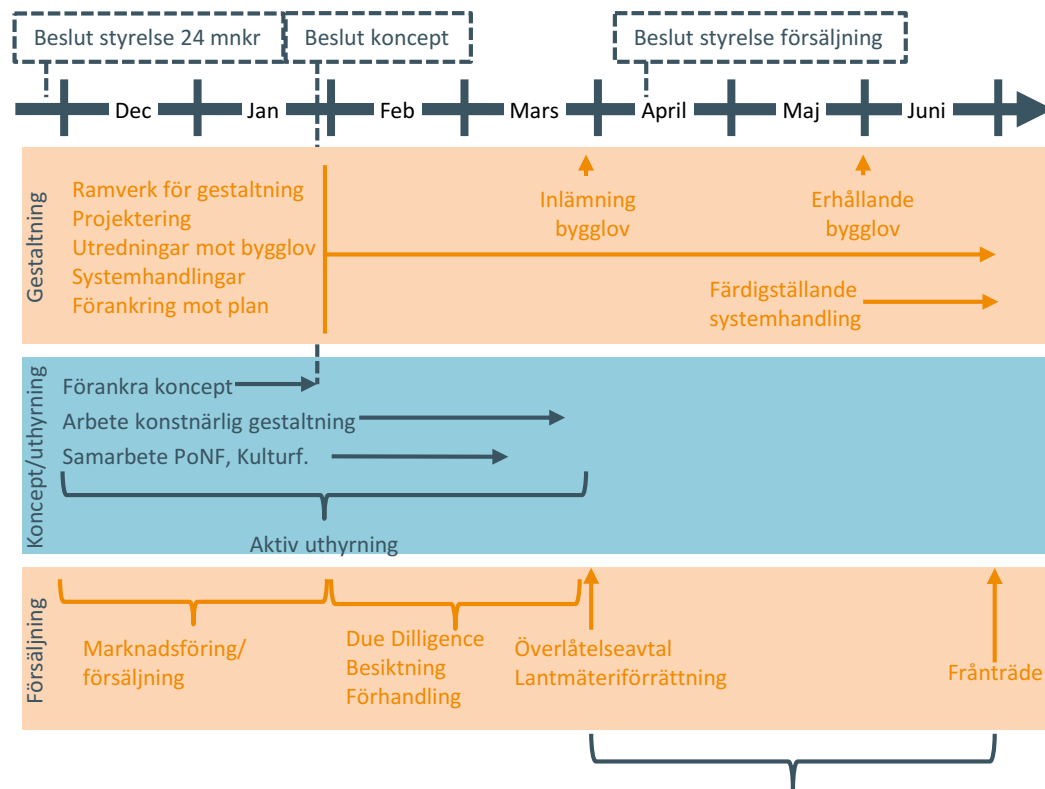 Beslut styrelse 24 mnkr
Beslut koncept
Beslut styrelse försäljning
Dec
Jan
Feb
Mars
April
Maj
Juni
Gestaltning
Ramverk för gestaltning
Projektering
Utredningar mot bygglov
Systemhandlingar
Förankring mot plan
Inlämning
bygglov
Erhållande
bygglov
Färdigställande
systemhandling
Koncept/uthyrning
Förankra koncept
Arbete konstnärlig gestaltning
Samarbete PoNF, Kulturf.
Aktiv uthyrning
Försäljning
Marknadsföring/
försäljning
Due Dilligence
Besiktning
Förhandling
Överlåtelseavtal
Lantmäteriförrättning
Frånträde